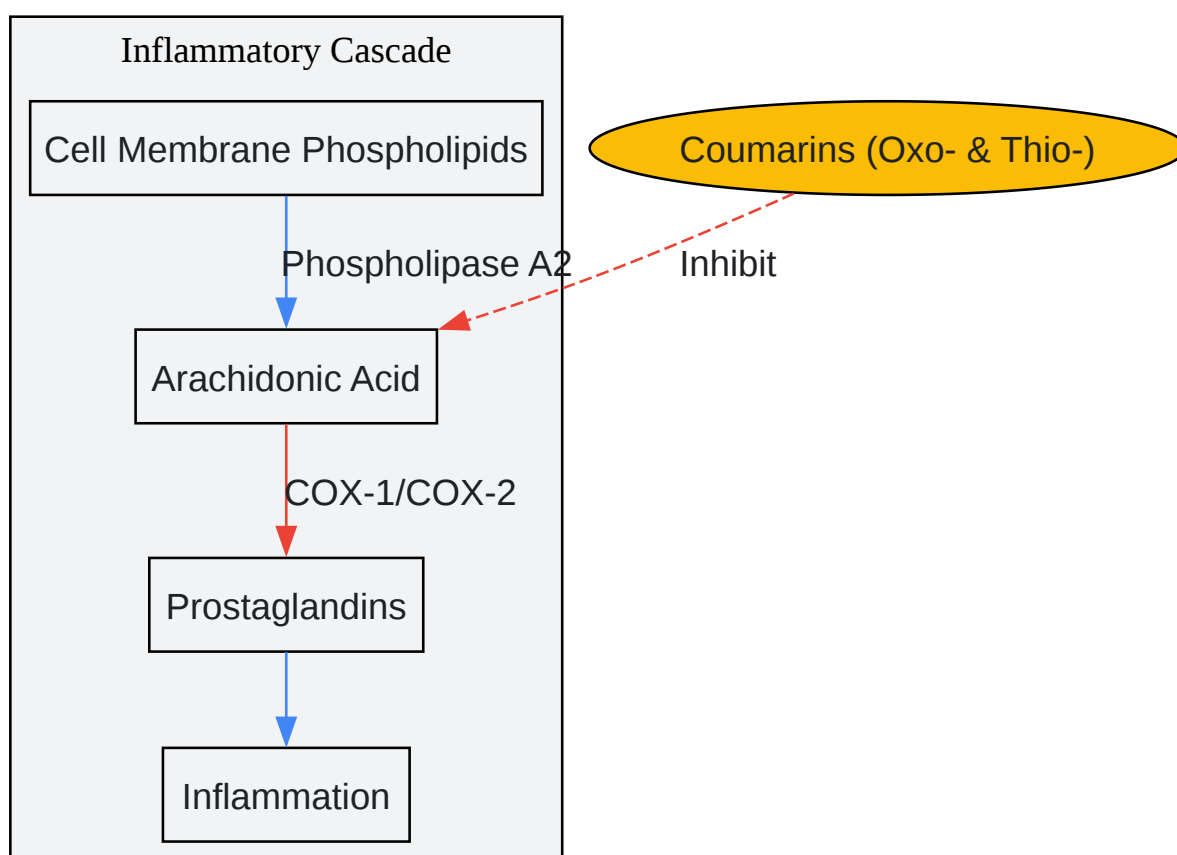 Inflammatory Cascade
Cell Membrane Phospholipids
Coumarins (Oxo- & Thio-)
Phospholipase A2
Inhibit
Arachidonic Acid
COX-1/COX-2
Prostaglandins
Inflammation